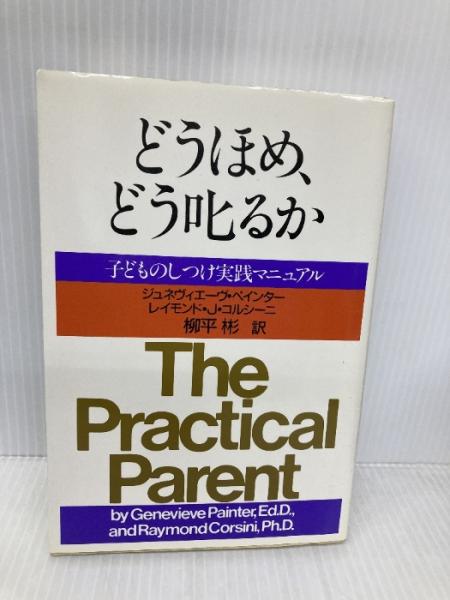 どうほめ、
どう叱るか
子どものしつけ実践マニュアル
ジュネヴィエーヴ・ペインター
レイモンド・J・コルシーニ
柳平 彬 訳
The
Practical
Parent
by Genevieve Painter, Ed.D.,
and Raymond Corsini, Ph.D.